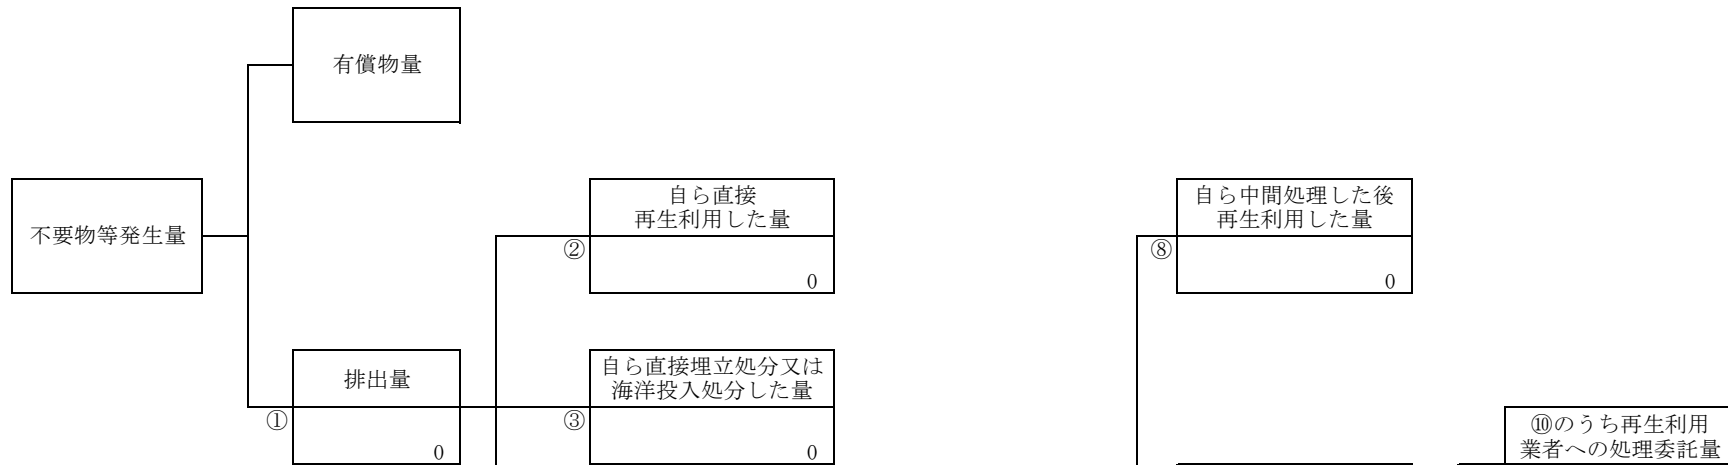 有償物量
不要物等発生量
自ら直接
再生利用した量
②
0
自ら中間処理した後
再生利用した量
⑧
0
排出量
①
0
自ら直接埋立処分又は
海洋投入処分した量
③
0
⑩のうち再生利用
業者への処理委託量